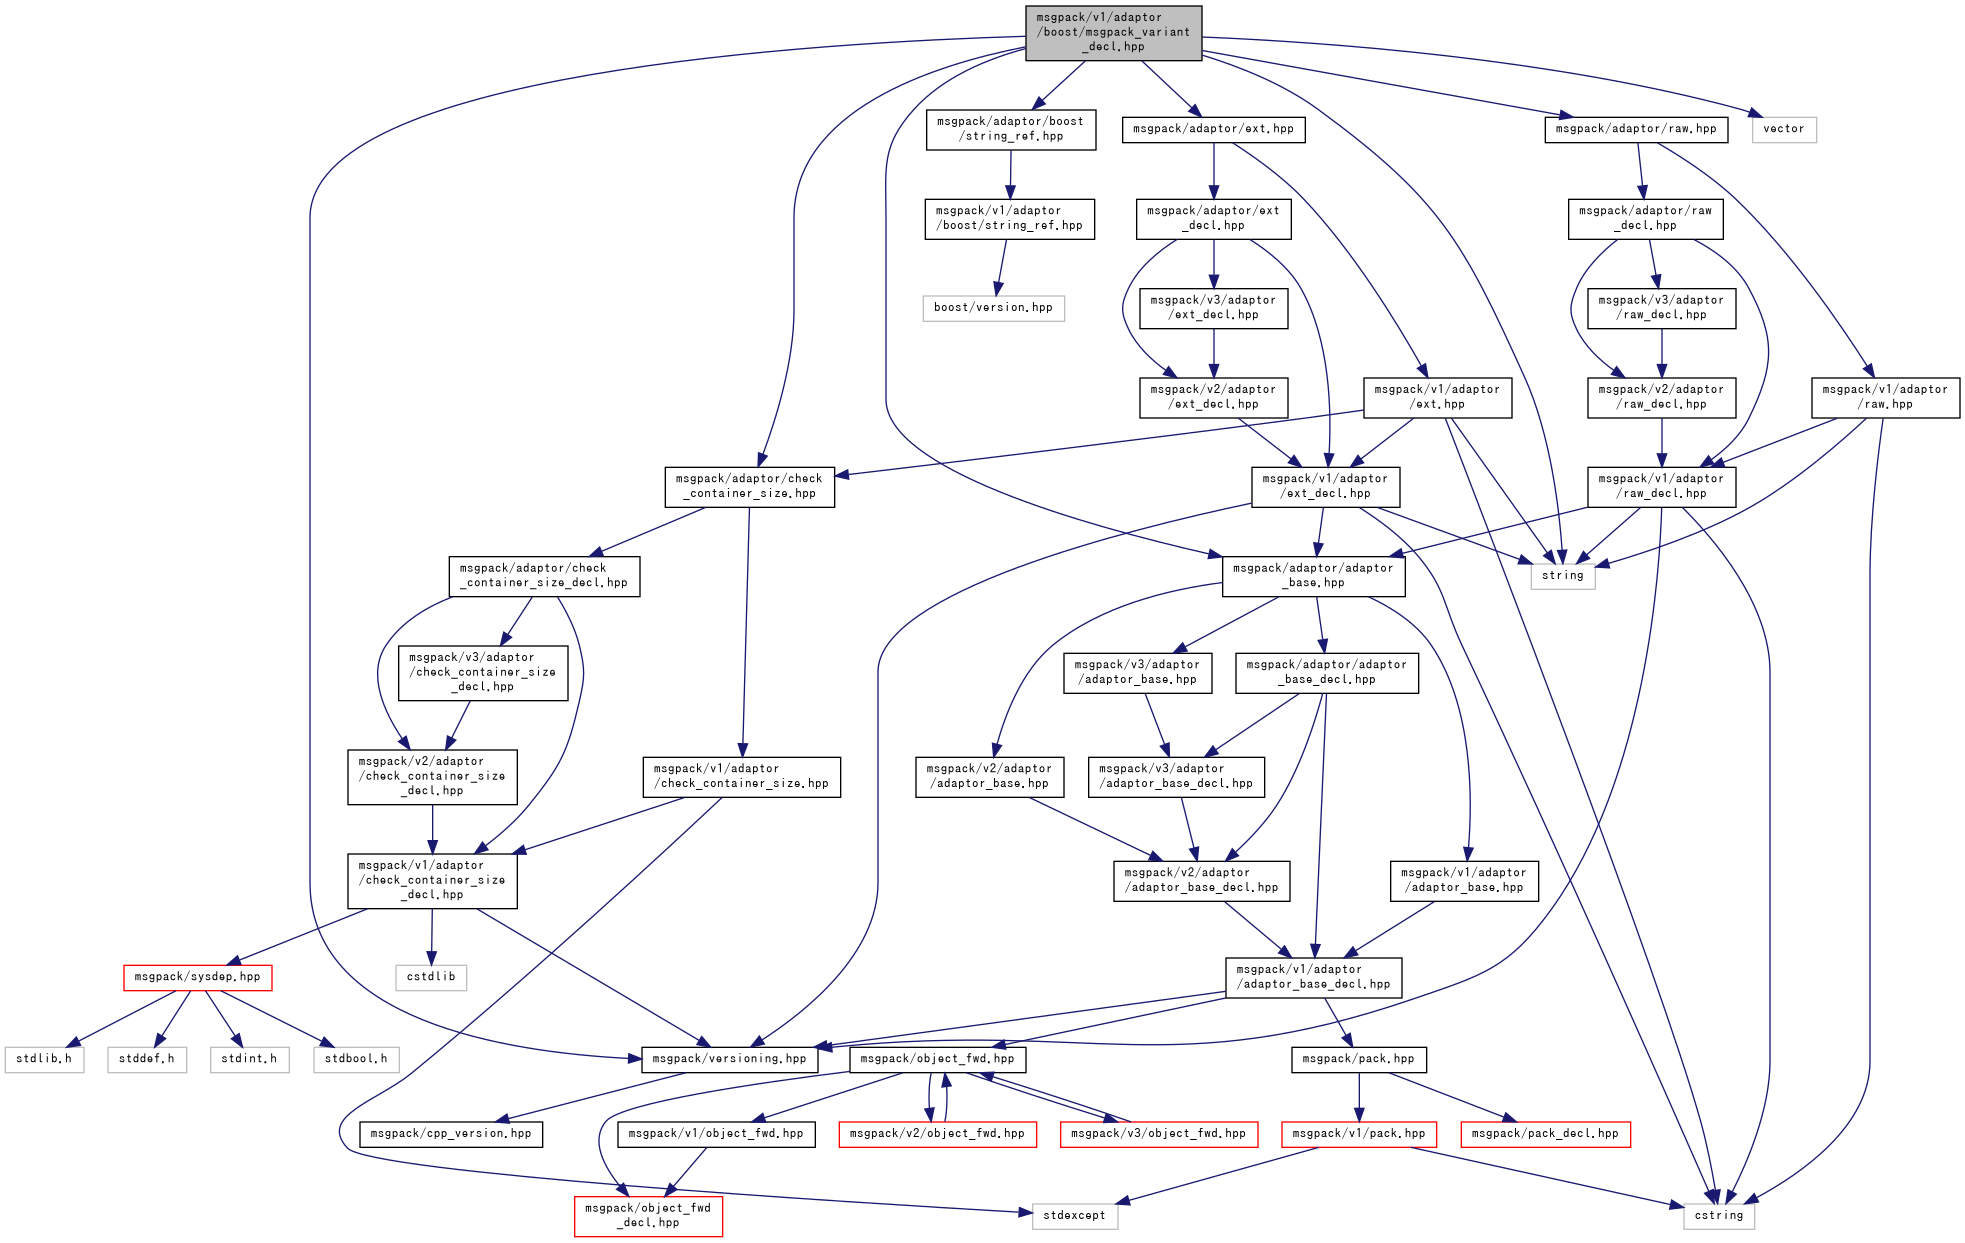 msgpack/v1/adaptor
/boost/msgpack_variant
_decl.hpp
msgpack/adaptor/boost
/string_ref.hpp
msgpack/adaptor/ext.hpp
msgpack/adaptor/raw.hpp
vector
msgpack/v1/adaptor
/boost/string_ref.hpp
msgpack/adaptor/ext
_decl.hpp
msgpack/adaptor/raw
_decl.hpp
boost/version.hpp
msgpack/v3/adaptor
/ext_decl.hpp
msgpack/v3/adaptor
/raw_decl.hpp
msgpack/v2/adaptor
/ext_decl.hpp
msgpack/v1/adaptor
/ext.hpp
msgpack/v2/adaptor
/raw_decl.hpp
msgpack/v1/adaptor
/raw.hpp
msgpack/adaptor/check
_container_size.hpp
msgpack/v1/adaptor
/ext_decl.hpp
msgpack/v1/adaptor
/raw_decl.hpp
msgpack/adaptor/check
_container_size_decl.hpp
msgpack/adaptor/adaptor
_base.hpp
string
msgpack/v3/adaptor
/check_container_size
_decl.hpp
msgpack/v3/adaptor
/adaptor_base.hpp
msgpack/adaptor/adaptor
_base_decl.hpp
msgpack/v2/adaptor
/check_container_size
_decl.hpp
msgpack/v1/adaptor
/check_container_size.hpp
msgpack/v2/adaptor
/adaptor_base.hpp
msgpack/v3/adaptor
/adaptor_base_decl.hpp
msgpack/v1/adaptor
/check_container_size
_decl.hpp
msgpack/v2/adaptor
/adaptor_base_decl.hpp
msgpack/v1/adaptor
/adaptor_base.hpp
msgpack/sysdep.hpp
cstdlib
msgpack/v1/adaptor
/adaptor_base_decl.hpp
stdlib.h
stddef.h
stdint.h
stdbool.h
msgpack/versioning.hpp
msgpack/object_fwd.hpp
msgpack/pack.hpp
msgpack/cpp_version.hpp
msgpack/v1/object_fwd.hpp
msgpack/v2/object_fwd.hpp
msgpack/v3/object_fwd.hpp
msgpack/v1/pack.hpp
msgpack/pack_decl.hpp
msgpack/object_fwd
_decl.hpp
stdexcept
cstring